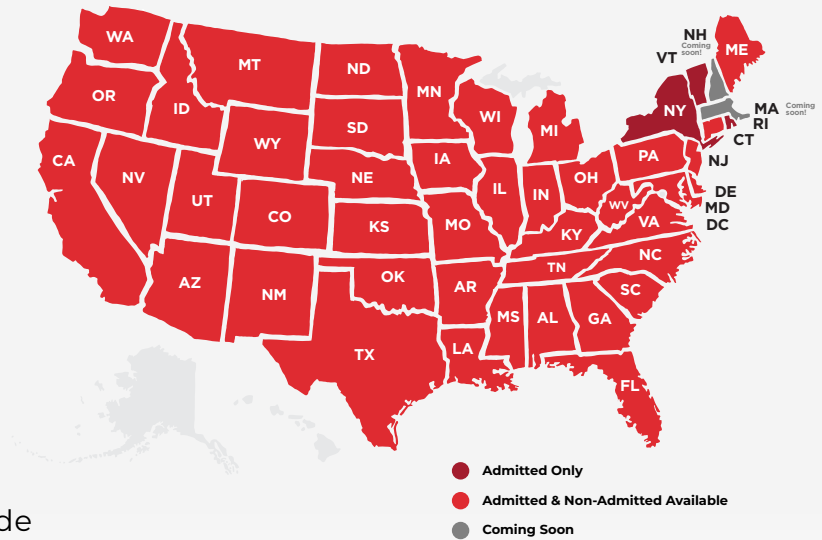 NH
Coming
soon!
WA
VT
ME
MT
ND
MN
OR
ID
NY
MA
Coming
soon!
RI
WI
SD
MI
CT
WY
CA
IA
PA
NJ
NV
NE
OH
UT
IL
IN
DE
CO
WV
MD
KS
MO
VA
DC
KY
NC
TN
OK
AZ
AR
SC
NM
MS
AL
GA
LA
TX
FL
Admitted Only
Admitted & Non-Admitted Available
de
Coming Soon